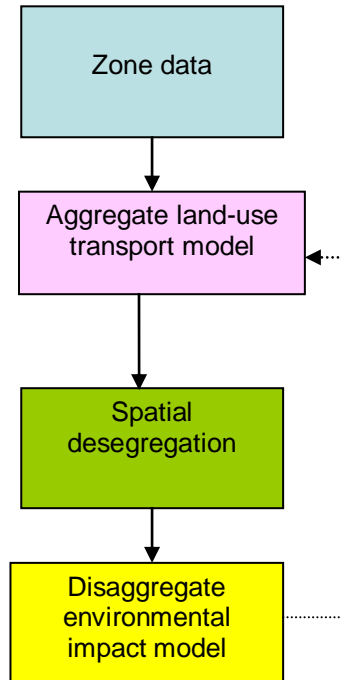 Zone data
Aggregate land-use
transport model
Spatial
desegregation
Disaggregate
environmental
impact model